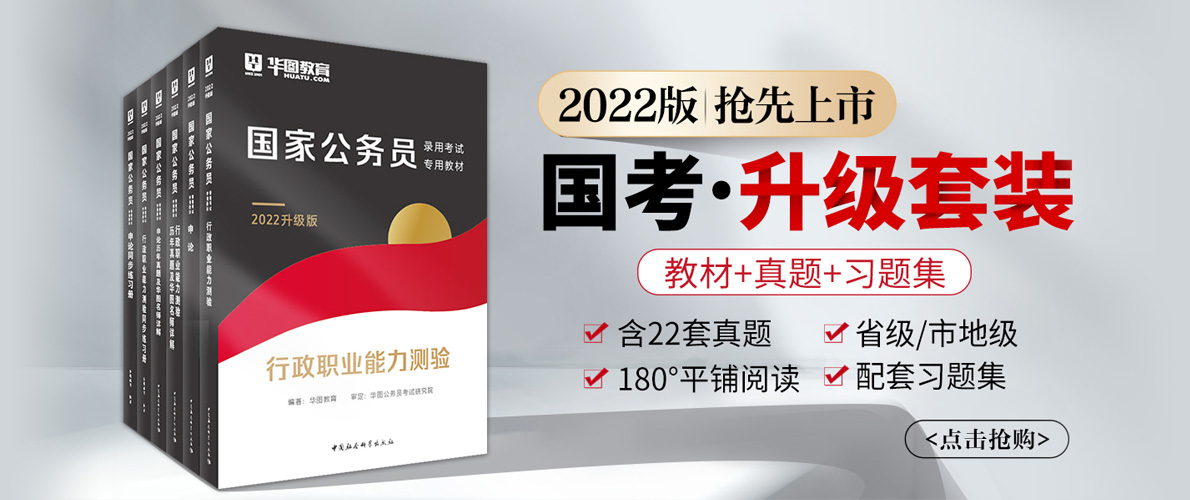 华图教育
HUATU.COM
国家公务员
录用考试
专用教材
2022升级版
行政职业能力测验
编著：华图教育 审定：华图公务员考试研究院
中国社会科学出版社
国家公务员 行政职业能力测验
国家公务员 申论
国家公务员 行政职业能力测验 历年真题及华图名师详解
国家公务员 申论历年真题及华图名师详解
国家公务员 行政职业能力测验同步练习册
国家公务员 申论同步练习册
2022版|抢先上市
国考·升级套装
教材+真题+习题集
含22套真题
省级/市地级
180°平铺阅读
配套习题集
<点击抢购>